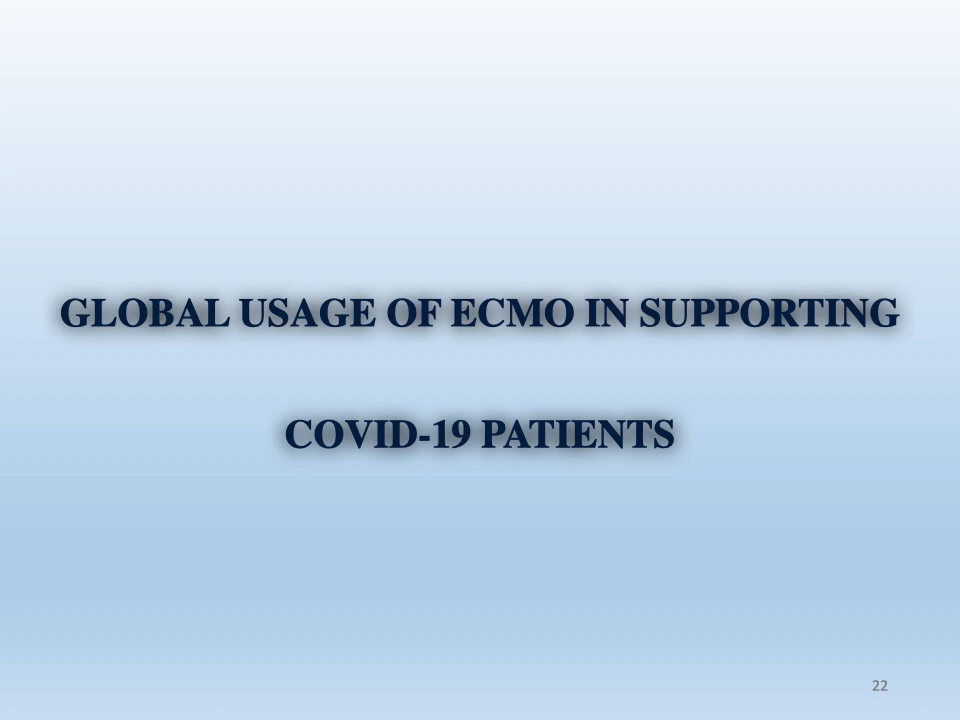 GLOBAL USAGE OF ECMO IN SUPPORTING
COVID-19 PATIENTS
22